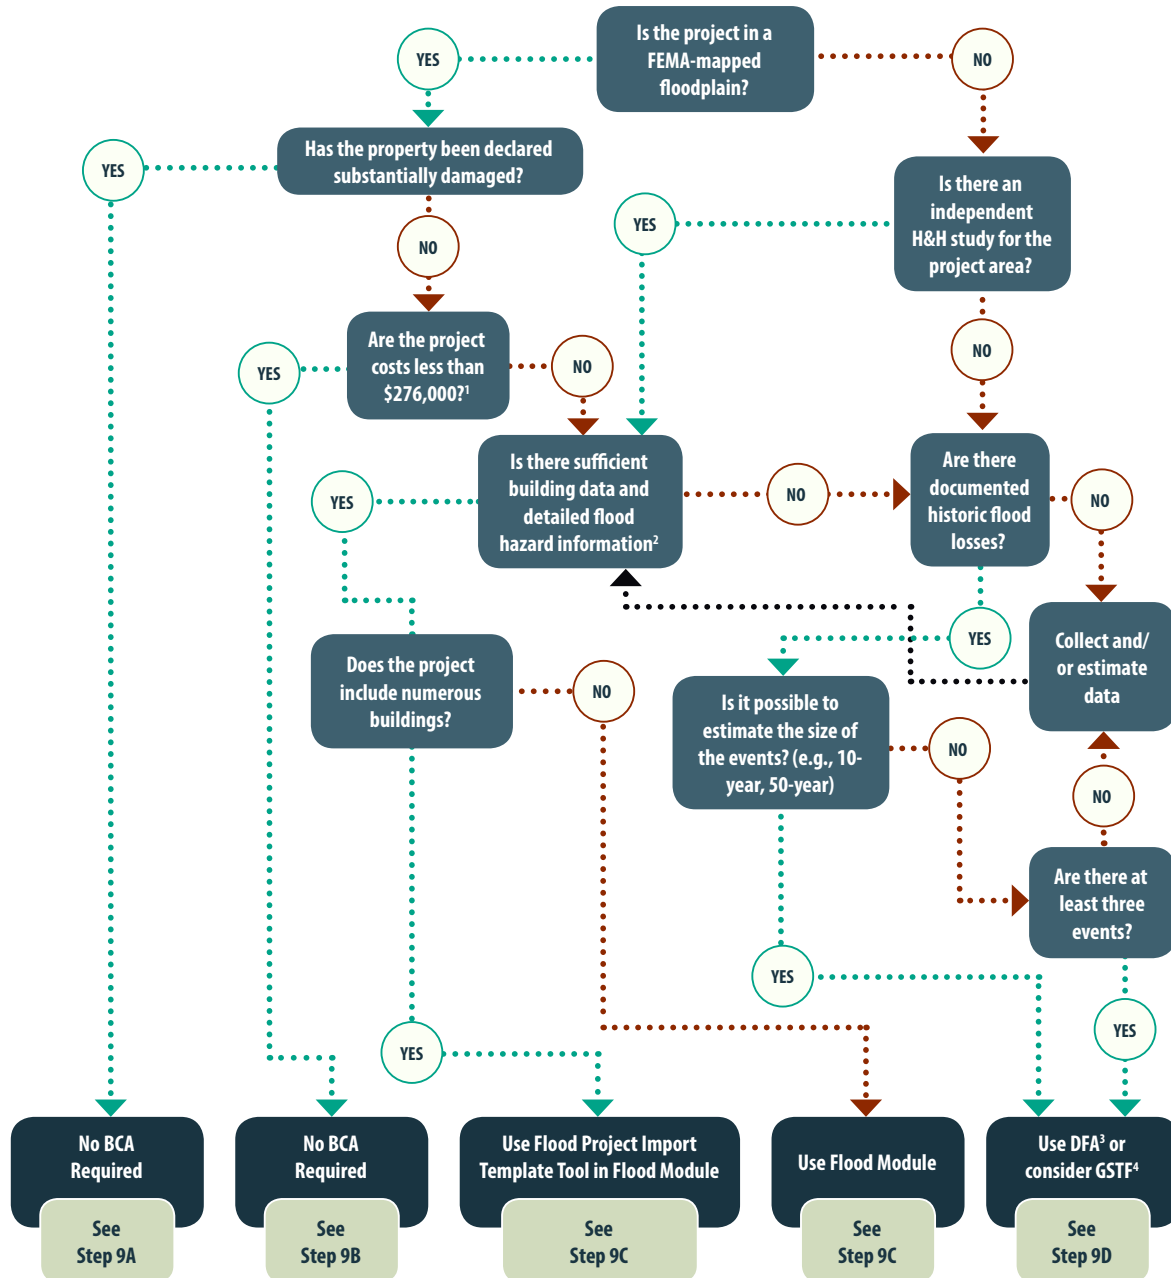 Is the project in a
FEMA-mapped
floodplain?
YES
NO
Has the property been declared
substantially damaged?
YES
NO
Is there an
independent
H&H study for the
project area?
YES
NO
Are the project
costs less than
$276,000?¹
YES
NO
Is there sufficient
building data and
detailed flood
hazard information²
YES
NO
Are there
documented
historic flood
losses?
NO
YES
Collect and/
or estimate
data
Does the project
include numerous
buildings?
NO
Is it possible to
estimate the size of
the events? (e.g., 10-
year, 50-year)
NO
NO
Are there at
least three
events?
YES
YES
YES
No BCA
Required
See
Step 9A
No BCA
Required
See
Step 9B
Use Flood Project Import
Template Tool in Flood Module
See
Step 9C
Use Flood Module
See
Step 9C
Use DFA³ or
consider GSTF⁴
See
Step 9D